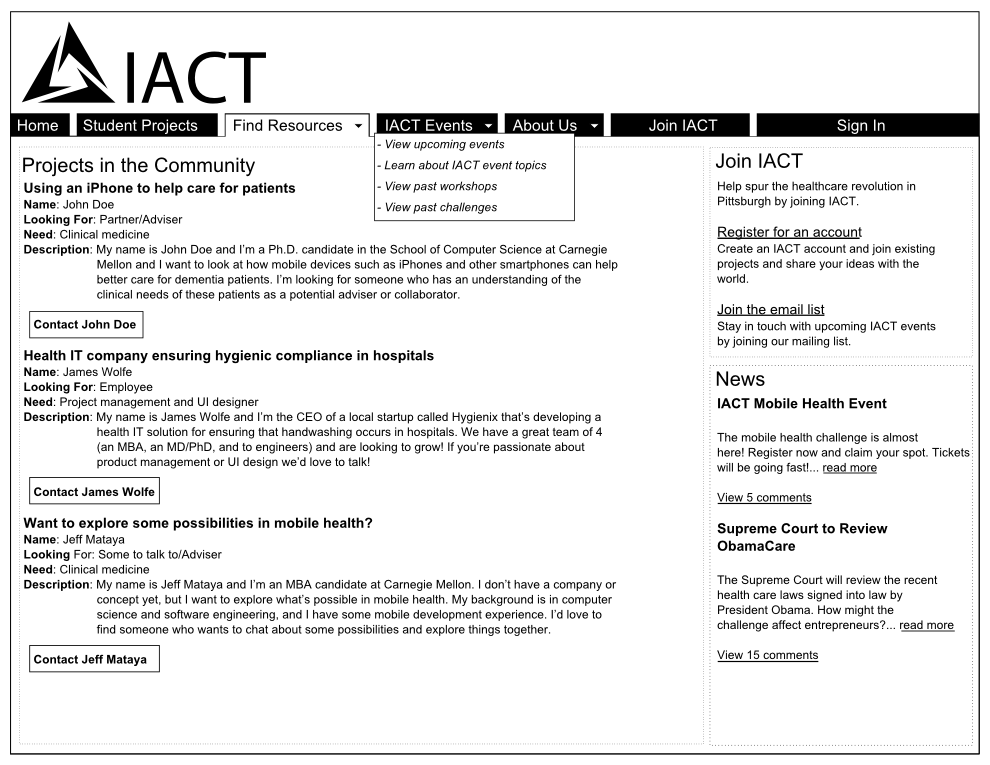 IACT
Home
Student Projects
Find Resources
IACT Events
About Us
Join IACT
Sign In
- View upcoming events
- Learn about IACT event topics
- View past workshops
- View past challenges
Projects in the Community
Using an iPhone to help care for patients
Name: John Doe
Looking For: Partner/Adviser
Need: Clinical medicine
Description: My name is John Doe and I'm a Ph.D. candidate in the School of Computer Science at Carnegie
Mellon and I want to look at how mobile devices such as iPhones and other smartphones can help
better care for dementia patients. I'm looking for someone who has an understanding of the
clinical needs of these patients as a potential adviser or collaborator.
Contact John Doe
Health IT company ensuring hygienic compliance in hospitals
Name: James Wolfe
Looking For: Employee
Need: Project management and UI designer
Description: My name is James Wolfe and I'm the CEO of a local startup called Hygienix that's developing a
health IT solution for ensuring that handwashing occurs in hospitals. We have a great team of 4
(an MBA, an MD/PhD, and to engineers) and are looking to grow! If you're passionate about
product management or UI design we'd love to talk!
Contact James Wolfe
Want to explore some possibilities in mobile health?
Name: Jeff Mataya
Looking For: Some to talk to/Adviser
Need: Clinical medicine
Description: My name is Jeff Mataya and I'm an MBA candidate at Carnegie Mellon. I don't have a company or
concept yet, but I want to explore what's possible in mobile health. My background is in computer
science and software engineering, and I have some mobile development experience. I'd love to
find someone who wants to chat about some possibilities and explore things together.
Contact Jeff Mataya
Join IACT
Help spur the healthcare revolution in
Pittsburgh by joining IACT.
Register for an account
Create an IACT account and join existing
projects and share your ideas with the
world.
Join the email list
Stay in touch with upcoming IACT events
by joining our mailing list.
News
IACT Mobile Health Event
The mobile health challenge is almost
here! Register now and claim your spot. Tickets
will be going fast!... read more
View 5 comments
Supreme Court to Review
ObamaCare
The Supreme Court will review the recent
health care laws signed into law by
President Obama. How might the
challenge affect entrepreneurs?... read more
View 15 comments